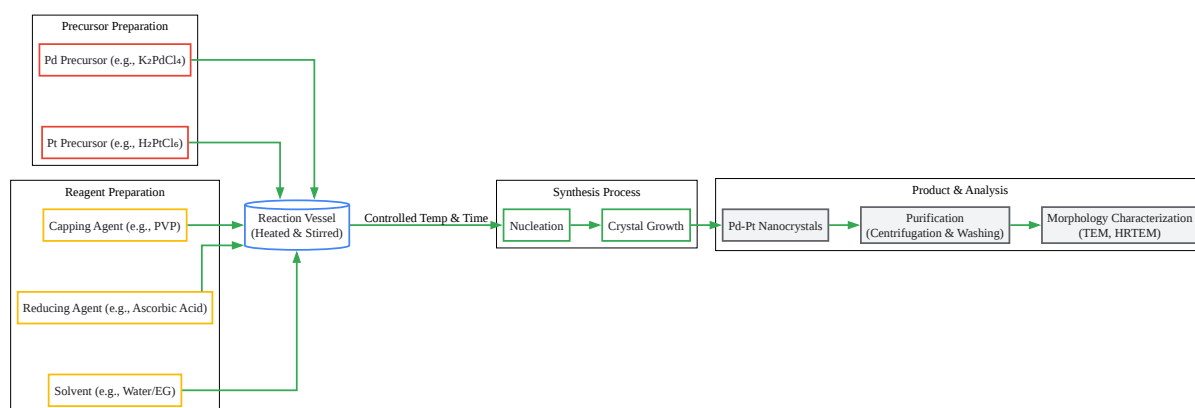 Precursor Preparation
Pd Precursor (e.g., K₂PdCl₄)
Pt Precursor (e.g., H₂PtCl₆)
Reagent Preparation
Capping Agent (e.g., PVP)
Reducing Agent (e.g., Ascorbic Acid)
Solvent (e.g., Water/EG)
Reaction Vessel
(Heated & Stirred)
Controlled Temp & Time
Synthesis Process
Nucleation
Crystal Growth
Product & Analysis
Pd-Pt Nanocrystals
Purification
(Centrifugation & Washing)
Morphology Characterization
(TEM, HRTEM)